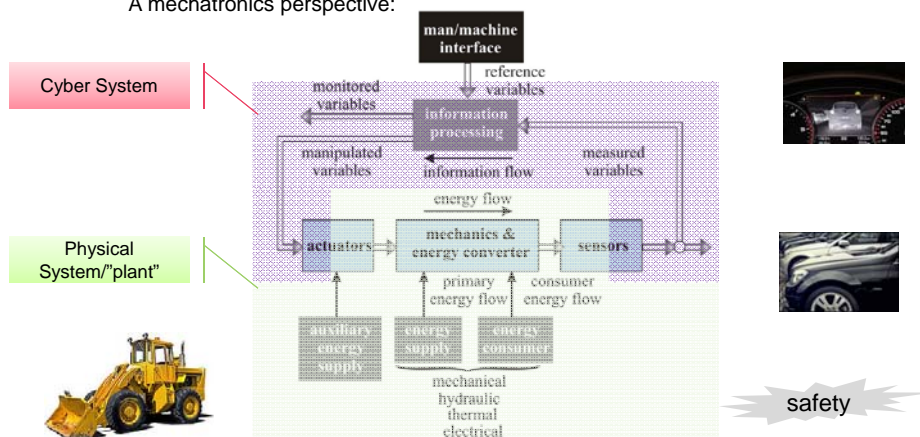 A mechatronics perspective:
man/machine
interface
Cyber System
monitored
variables
reference
variables
information
processing
manipulated
variables
measured
variables
information flow
energy flow
Physical
System/”plant”
actuators
mechanics &
energy converter
sensors
primary
energy flow
consumer
energy flow
auxiliary
energy
supply
energy
supply
energy
consumer
mechanical
hydraulic
thermal
electrical
safety